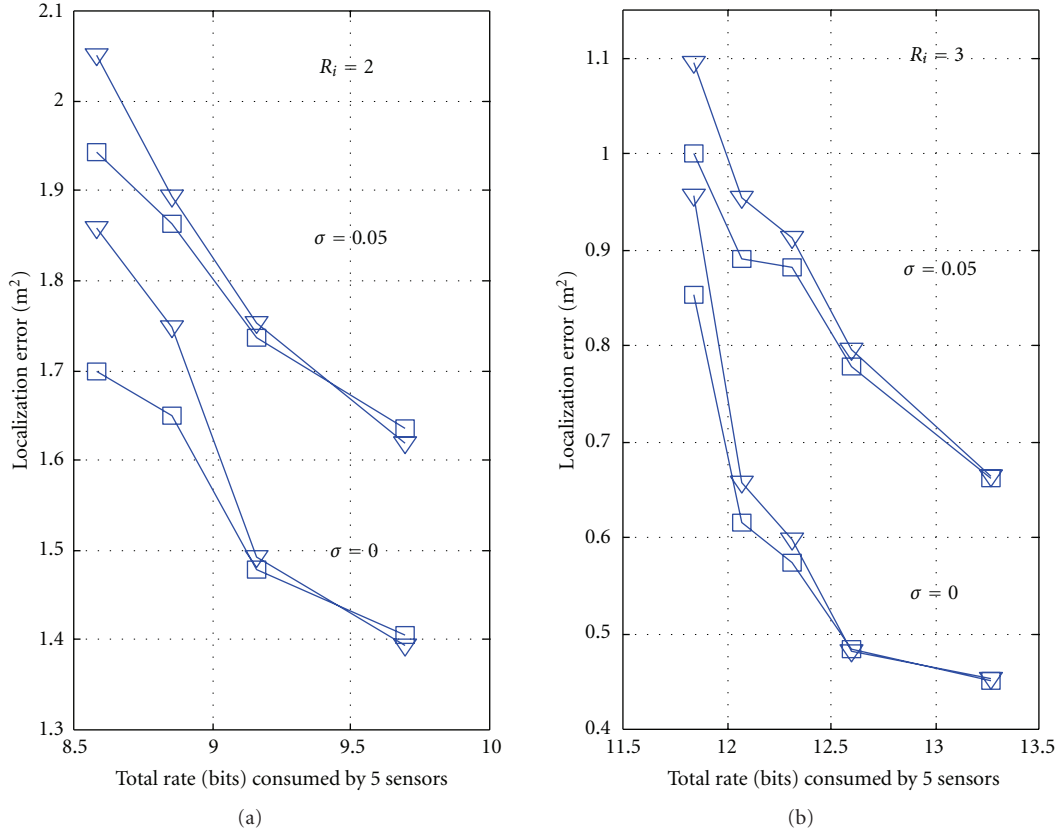 2.1
2
1.9
1.8
1.7
1.6
1.5
1.4
1.3
Localization error (m²)
R_i = 2
σ = 0.05
σ = 0
8.5 9 9.5 10
Total rate (bits) consumed by 5 sensors
(a)
1.1
1
0.9
0.8
0.7
0.6
0.5
0.4
Localization error (m²)
R_i = 3
σ = 0.05
σ = 0
11.5 12 12.5 13 13.5
Total rate (bits) consumed by 5 sensors
(b)